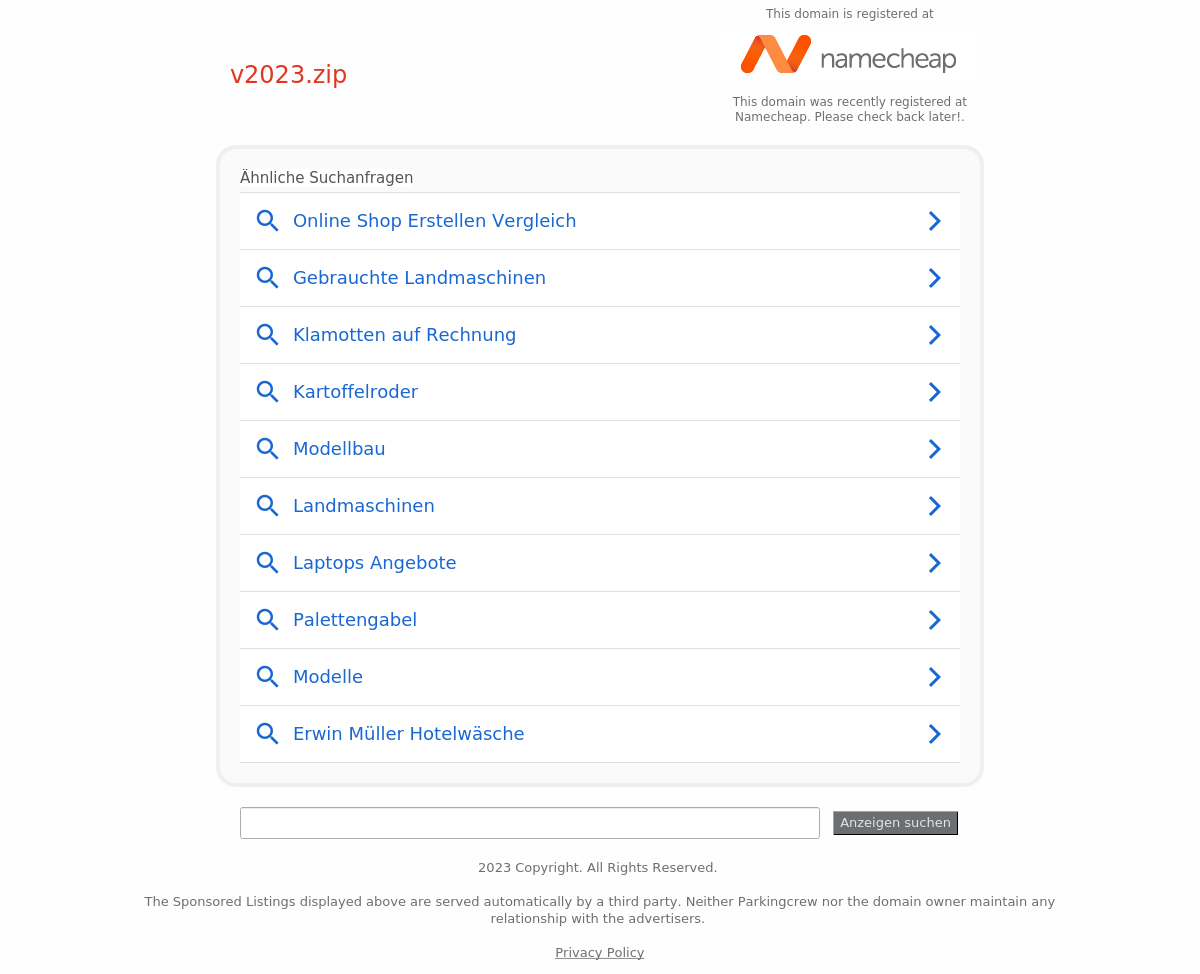 This domain is registered at
namecheap
v2023.zip
This domain was recently registered at
Namecheap. Please check back later!.
Ähnliche Suchanfragen
Online Shop Erstellen Vergleich
Gebrauchte Landmaschinen
Klamotten auf Rechnung
Kartoffelroder
Modellbau
Landmaschinen
Laptops Angebote
Palettengabel
Modelle
Erwin Müller Hotelwäsche
Anzeigen suchen
2023 Copyright. All Rights Reserved.
The Sponsored Listings displayed above are served automatically by a third party. Neither Parkingcrew nor the domain owner maintain any
relationship with the advertisers.
Privacy Policy